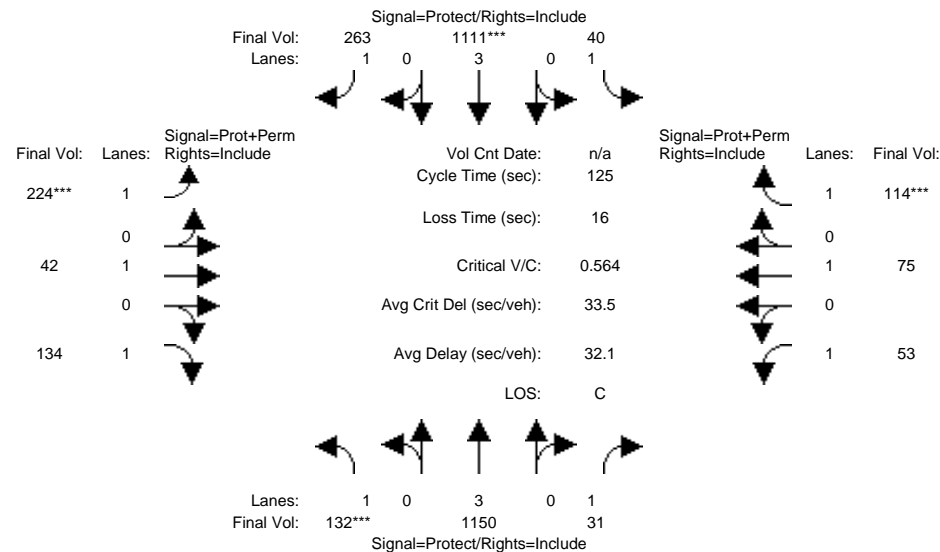 Signal=Protect/Rights=Include
Final Vol: 263 1111*** 40
Lanes: 1 0 3 0 1
Signal=Prot+Perm
Final Vol: Lanes: Rights=Include
Vol Cnt Date: n/a
Signal=Prot+Perm
Rights=Include Lanes: Final Vol:
Cycle Time (sec): 125
224*** 1
1 114***
Loss Time (sec): 16
0
0
42 1
Critical V/C: 0.564
1 75
0
Avg Crit Del (sec/veh): 33.5
0
134 1
Avg Delay (sec/veh): 32.1
1 53
LOS: C
Lanes: 1 0 3 0 1
Final Vol: 132*** 1150 31
Signal=Protect/Rights=Include